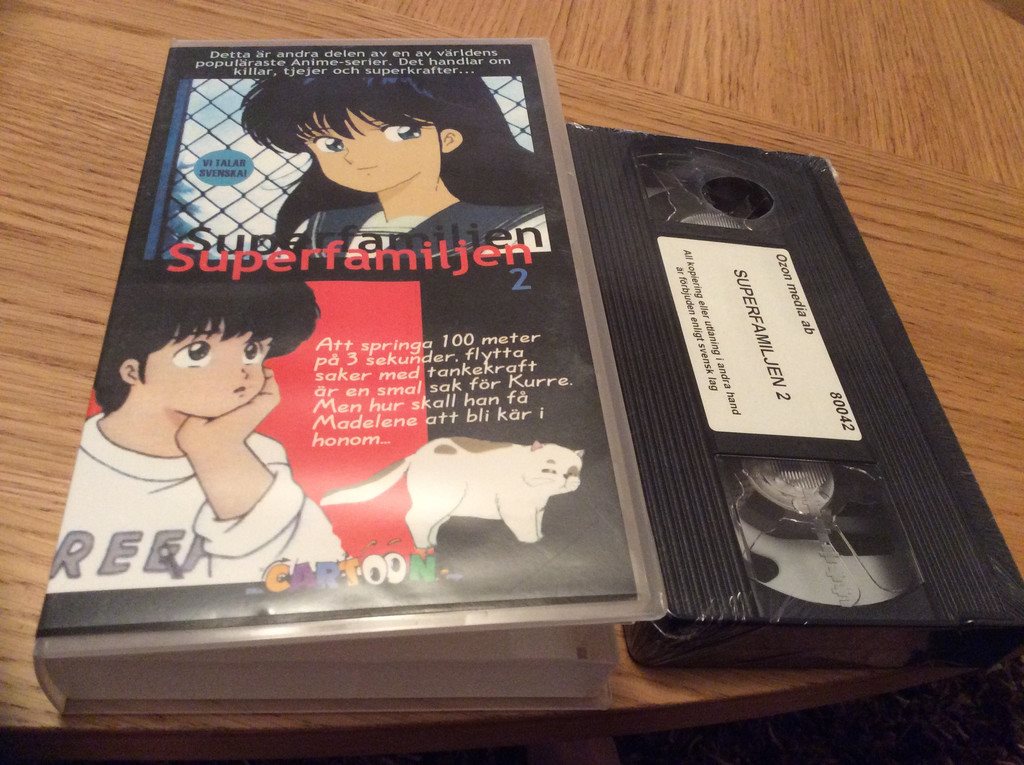 Detta är andra delen av en av världens
populäraste Anime-serier. Det handlar om
killar, tjejer och superkrafter...
VI TALAR
SVENSKA!
Superfamiljen
Superfamiljen
2
Att springa 100 meter
på 3 sekunder, flytta
saker med tankekraft
är en smal sak för Kurre.
Men hur skall han få
Madelene att bli kär i
honom...
REE
CARTOON
Ozon media ab
80042
SUPERFAMILJEN 2
All kopiering eller utlåning i andra hand
är förbjuden enligt svensk lag